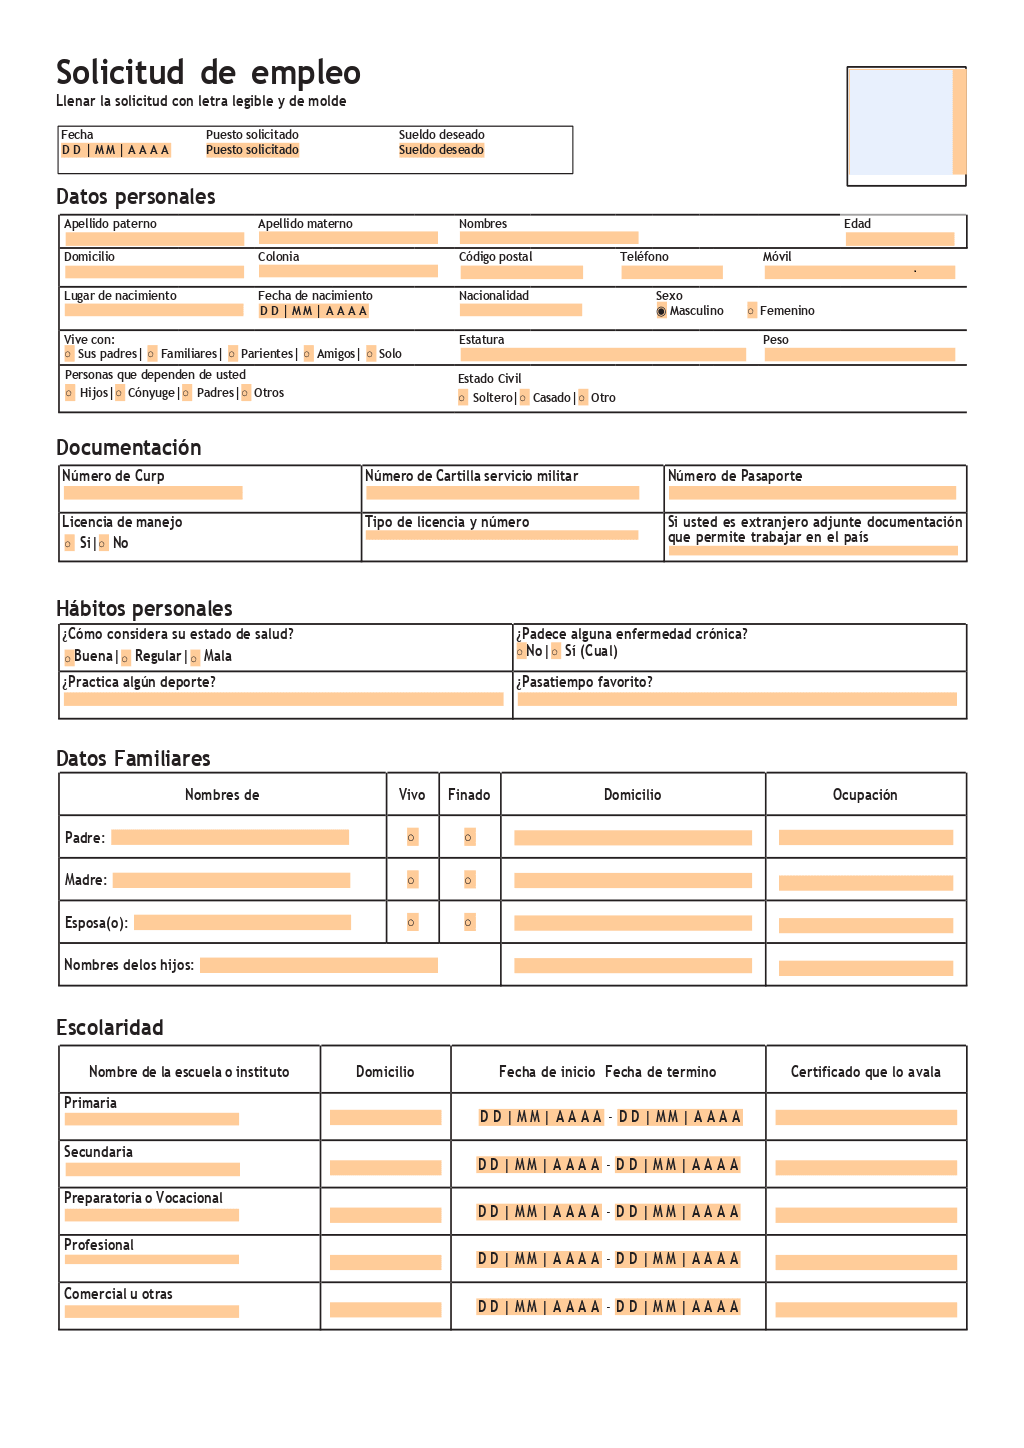 Solicitud de empleo
Llenar la solicitud con letra legible y de molde
Fecha Puesto solicitado Sueldo deseado
DD|MM|AAAA Puesto solicitado Sueldo deseado
Datos personales
Apellido paterno Apellido materno Nombres Edad
Domicilio Colonia Código postal Teléfono Móvil
Lugar de nacimiento Fecha de nacimiento Nacionalidad Sexo
DD|MM|AAAA Masculino Femenino
Vive con: Estatura Peso
Sus padres| Familiares| Parientes| Amigos| Solo
Personas que dependen de usted Estado Civil
Hijos| Cónyuge| Padres| Otros Soltero| Casado| Otro
Documentación
Número de Curp Número de Cartilla servicio militar Número de Pasaporte
Licencia de manejo Tipo de licencia y número Si usted es extranjero adjunte documentación
que permite trabajar en el país
Si| No
Hábitos personales
¿Cómo considera su estado de salud? ¿Padece alguna enfermedad crónica?
Buena| Regular| Mala No| Sí (Cual)
¿Practica algún deporte? ¿Pasatiempo favorito?
Datos Familiares
Nombres de Vivo Finado Domicilio Ocupación
Padre:
Madre:
Esposa(o):
Nombres delos hijos:
Escolaridad
Nombre de la escuela o instituto Domicilio Fecha de inicio Fecha de termino Certificado que lo avala
Primaria
DD|MM|AAAA - DD|MM|AAAA
Secundaria
DD|MM|AAAA - DD|MM|AAAA
Preparatoria o Vocacional
DD|MM|AAAA - DD|MM|AAAA
Profesional
DD|MM|AAAA - DD|MM|AAAA
Comercial u otras
DD|MM|AAAA - DD|MM|AAAA